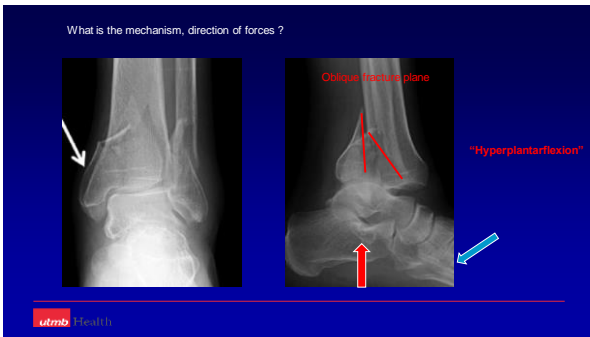 What is the mechanism, direction of forces ?
Oblique fracture plane
“Hyperplantarflexion”
utmb Health